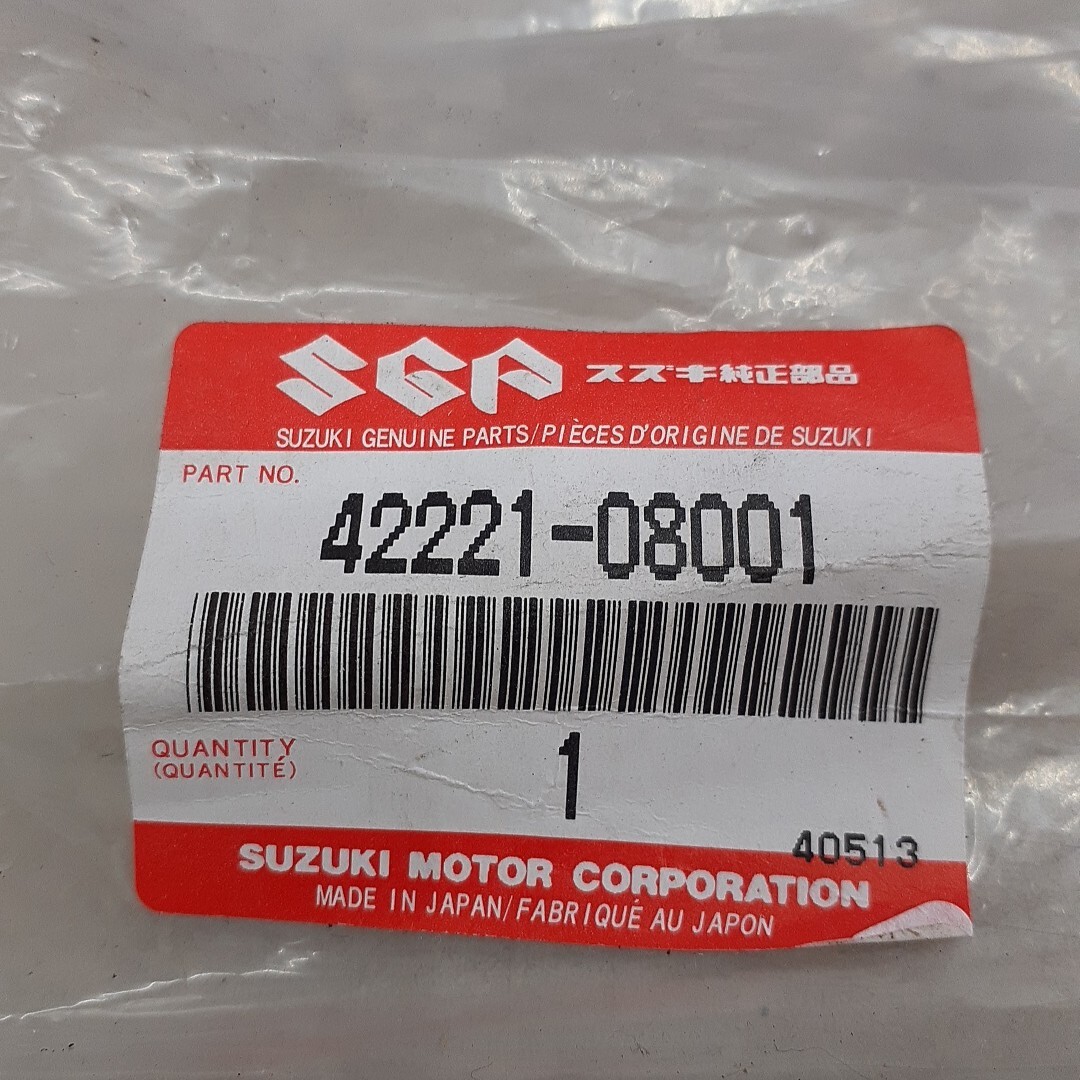 SGP スズキ純正部品
SUZUKI GENUINE PARTS/PIÈCES D'ORIGINE DE SUZUKI
PART NO.
42221-08001
QUANTITY 1
(QUANTITÉ)
40513
SUZUKI MOTOR CORPORATION
MADE IN JAPAN/FABRIQUÉ AU JAPON